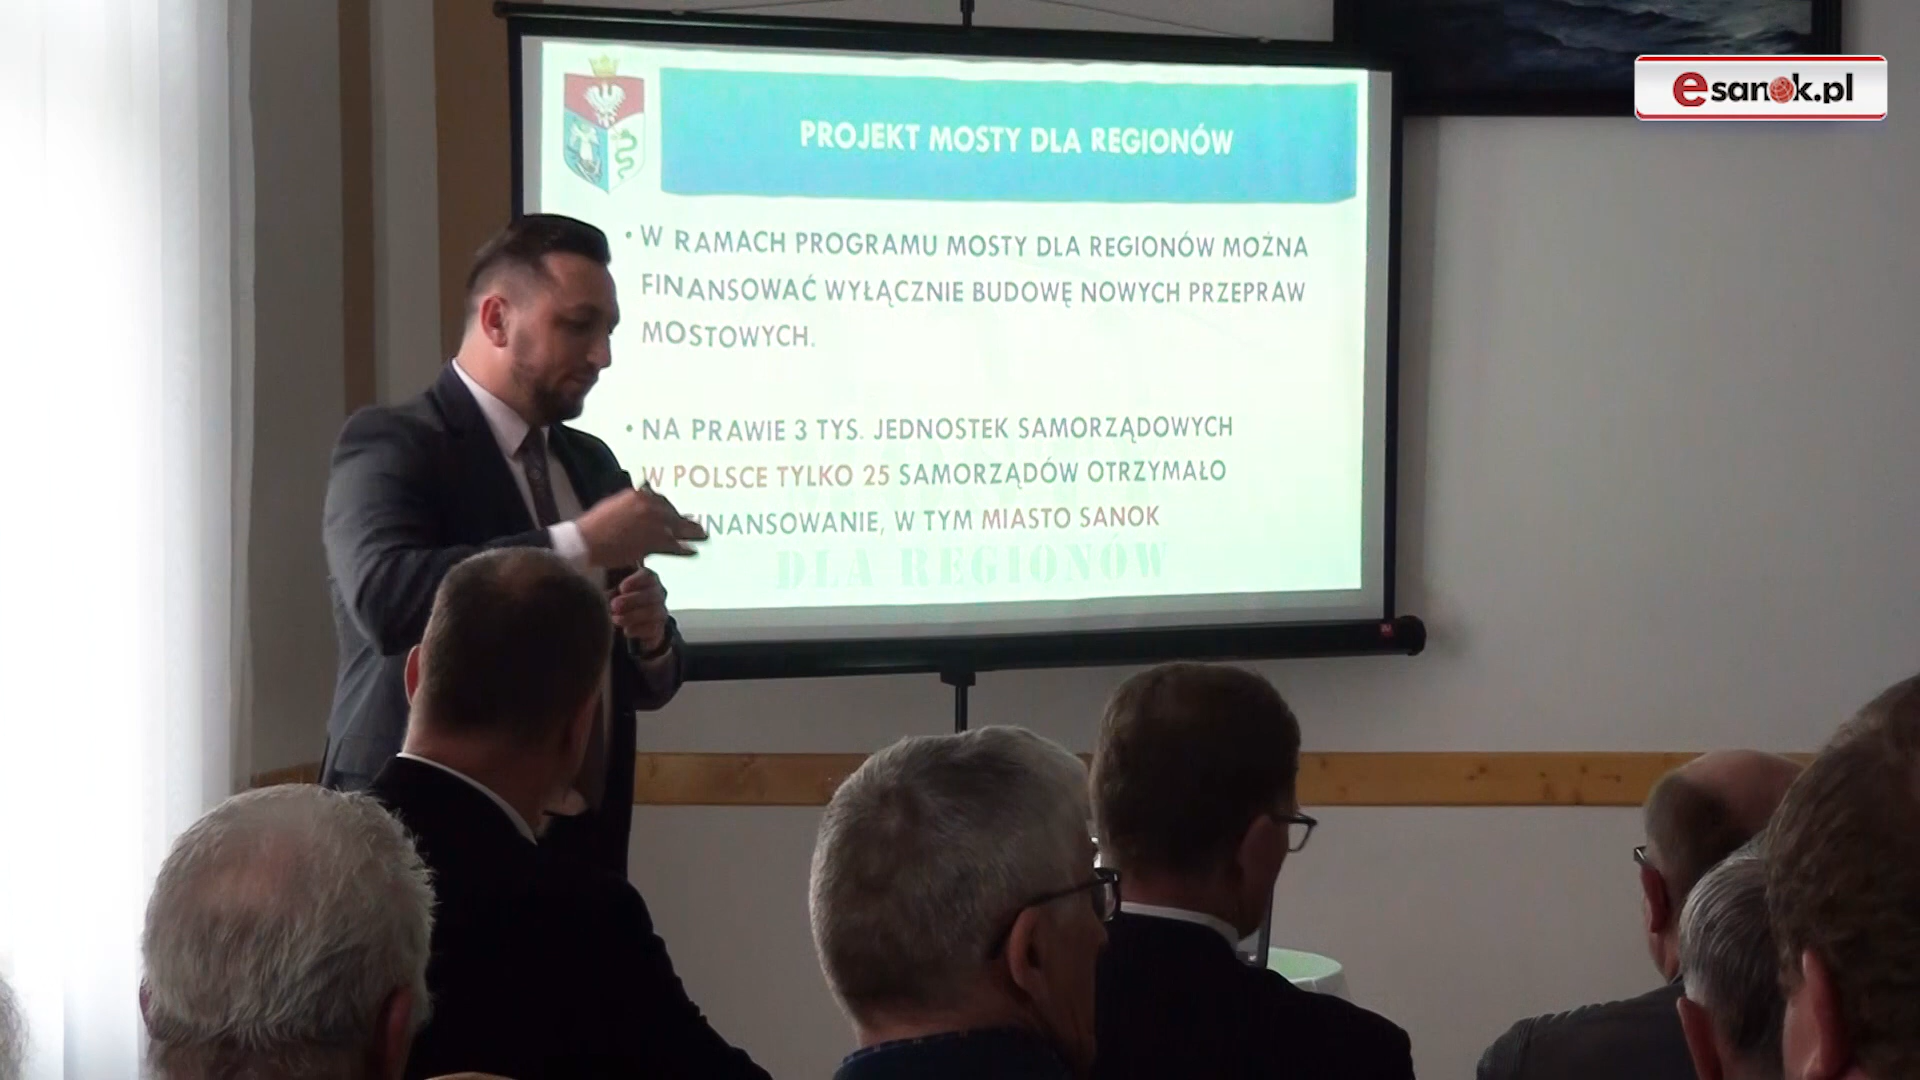 esanok.pl
PROJEKT MOSTY DLA REGIONÓW
• W RAMACH PROGRAMU MOSTY DLA REGIONÓW MOŻNA
FINANSOWAĆ WYŁĄCZNIE BUDOWĘ NOWYCH PRZEPRAW
MOSTOWYCH.
• NA PRAWIE 3 TYS. JEDNOSTEK SAMORZĄDOWYCH
W POLSCE TYLKO 25 SAMORZĄDÓW OTRZYMAŁO
INANSOWANIE, W TYM MIASTO SANOK
DLA REGIONÓW